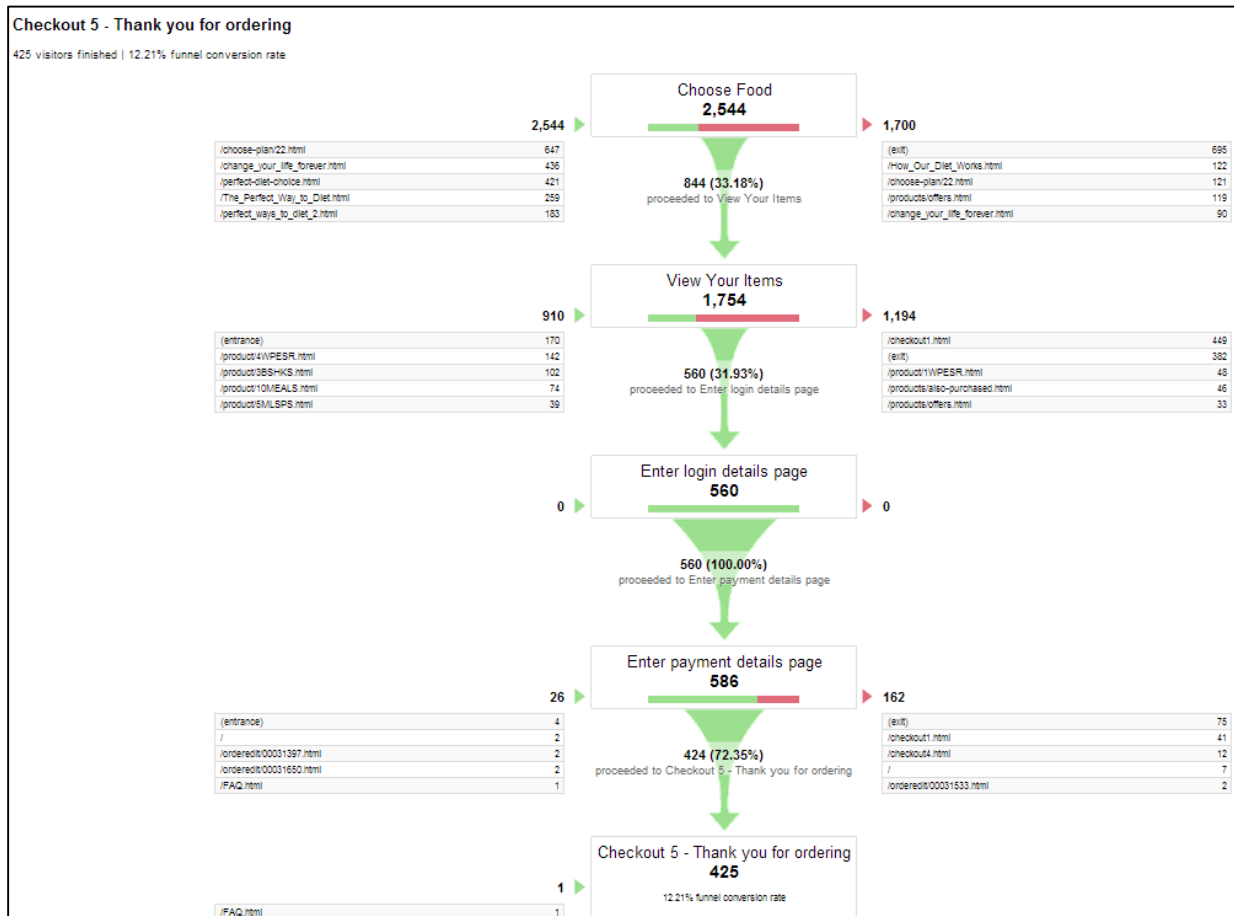 Checkout 5 - Thank you for ordering
425 visitors finished | 12.21% funnel conversion rate
Choose Food
2,544
2,544
1,700
/choose-plan/22.html 647
/change_your_life_forever.html 436
/perfect-diet-choice.html 421
/The_Perfect_Way_to_Diet.html 259
/perfect_ways_to_diet_2.html 183
(exit) 695
/How_Our_Diet_Works.html 122
/choose-plan/22.html 121
/products/offers.html 119
/change_your_life_forever.html 90
844 (33.18%)
proceeded to View Your Items
View Your Items
1,754
910
1,194
(entrance) 170
/product/4WPESR.html 142
/product/3BSHKS.html 102
/product/10MEALS.html 74
/product/5MLSPS.html 39
/checkout1.html 449
(exit) 382
/product/1WPESR.html 48
/products/also-purchased.html 46
/products/offers.html 33
560 (31.93%)
proceeded to Enter login details page
Enter login details page
560
0
0
560 (100.00%)
proceeded to Enter payment details page
Enter payment details page
586
26
162
(entrance) 4
/ 2
/orderedit/00031397.html 2
/orderedit/00031650.html 2
/FAQ.html 1
(exit) 75
/checkout1.html 41
/checkout4.html 12
/ 7
/orderedit/00031533.html 2
424 (72.35%)
proceeded to Checkout 5 - Thank you for ordering
Checkout 5 - Thank you for ordering
425
1
12.21% funnel conversion rate
/FAQ.html 1